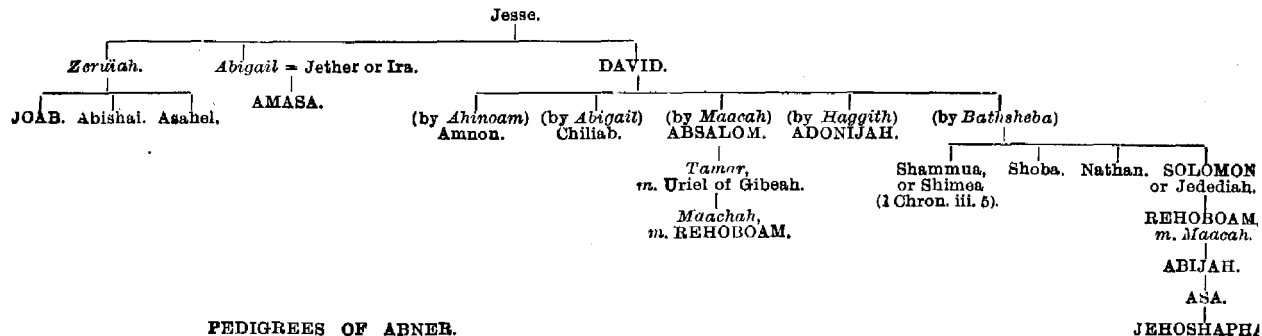 Jesse.
Zeruiah. Abigail = Jether or Ira. DAVID.
AMASA.
JOAB. Abishai. Asahel. (by Ahinoam) (by Abigail) (by Maacah) (by Haggith) (by Bathsheba)
Amnon. Chiliab. ABSALOM. ADONIJAH.
Tamar, Shammua, Shoba. Nathan. SOLOMON
m. Uriel of Gibeah. or Shimea or Jedediah.
(1 Chron. iii. 5).
Maachah, REHOBOAM,
m. REHOBOAM. m. Maacah.
ABIJAH.
ASA.
PEDIGREES OF ABNER. JEHOSHAPHA